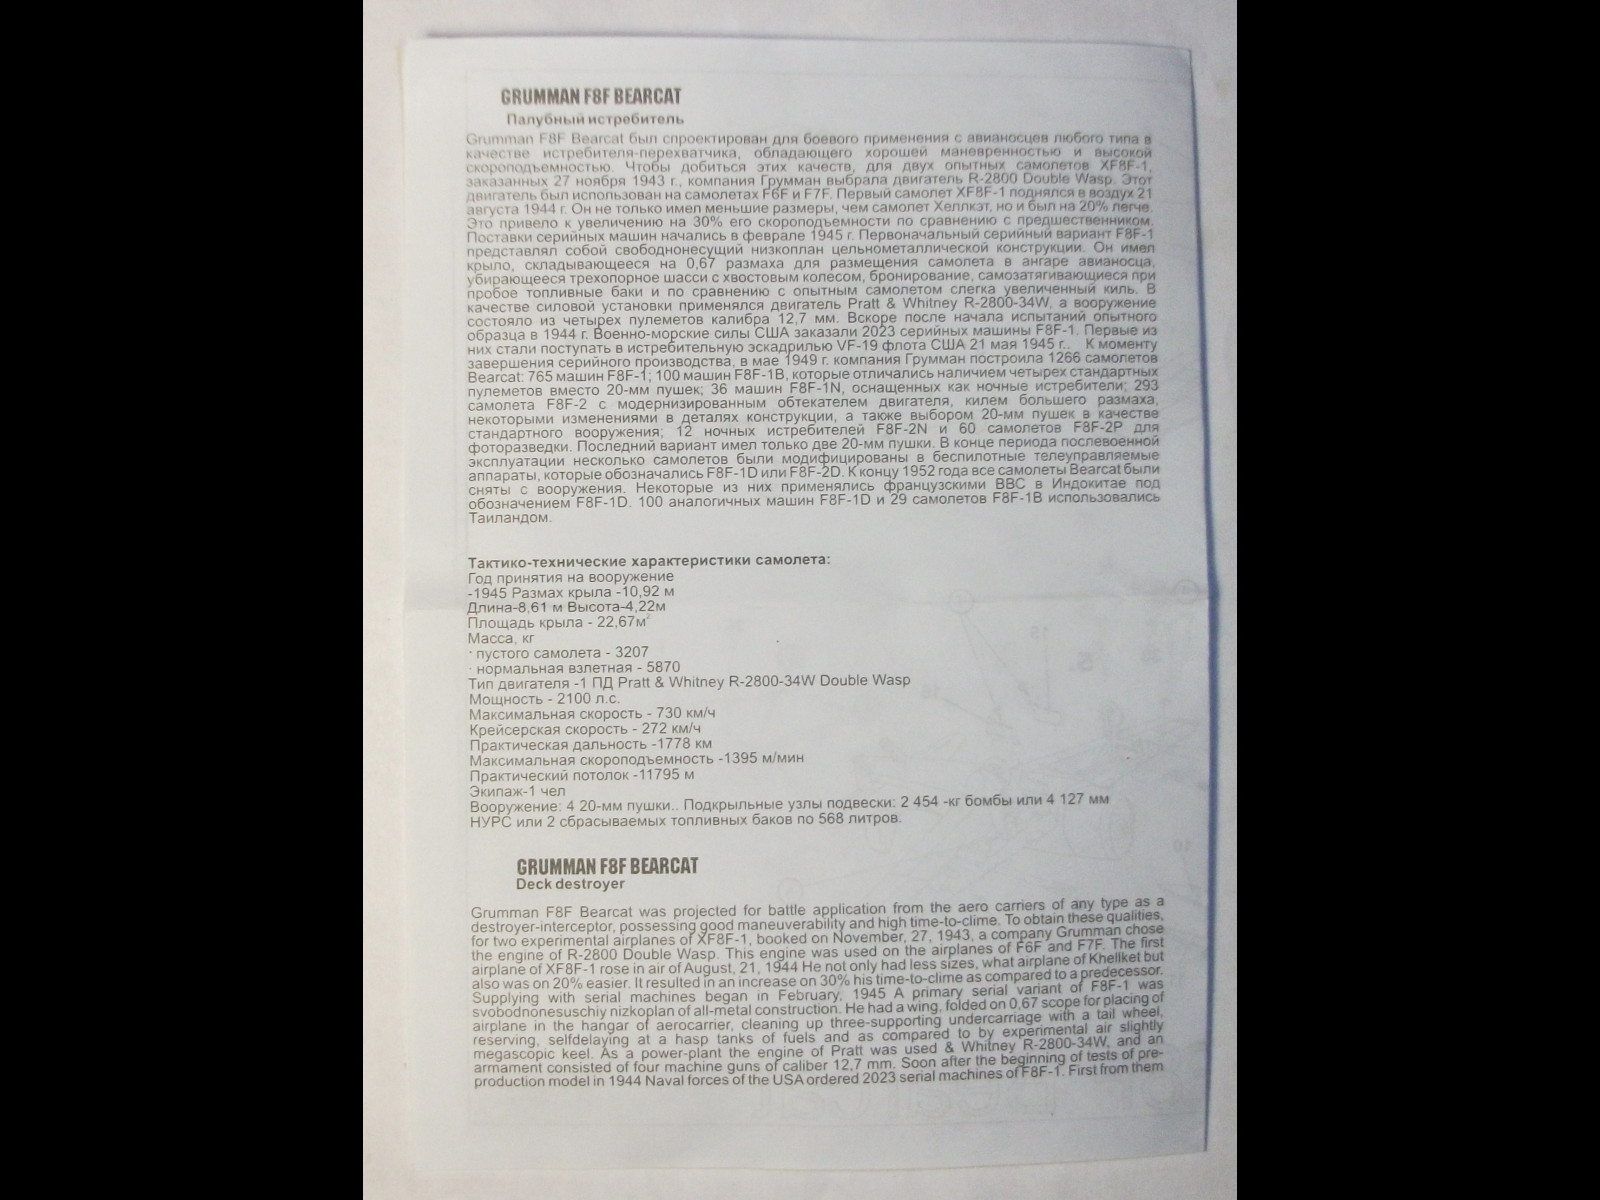 GRUMMAN F8F BEARCAT
Палубный истребитель
Grumman F8F Bearcat был спроектирован для боевого применения с авианосцев любого типа в
качестве истребителя-перехватчика, обладающего хорошей маневренностью и высокой
скороподъемностью. Чтобы добиться этих качеств, для двух опытных самолетов XF8F-1,
заказанных 27 ноября 1943 г., компания Грумман выбрала двигатель R-2800 Double Wasp. Этот
двигатель был использован на самолетах F6F и F7F. Первый самолет XF8F-1 поднялся в воздух 21
августа 1944 г. Он не только имел меньшие размеры, чем самолет Хеллкэт, но и был на 20% легче.
Это привело к увеличению на 30% его скороподъемности по сравнению с предшественником.
Поставки серийных машин начались в феврале 1945 г. Первоначальный серийный вариант F8F-1
представлял собой свободнонесущий низкоплан цельнометаллической конструкции. Он имел
крыло, складывающееся на 0,67 размаха для размещения самолета в ангаре авианосца,
убирающееся трехопорное шасси с хвостовым колесом, бронирование, самозатягивающиеся при
пробое топливные баки и по сравнению с опытным самолетом слегка увеличенный киль. В
качестве силовой установки применялся двигатель Pratt & Whitney R-2800-34W, а вооружение
состояло из четырех пулеметов калибра 12,7 мм. Вскоре после начала испытаний опытного
образца в 1944 г. Военно-морские силы США заказали 2023 серийных машины F8F-1. Первые из
них стали поступать в истребительную эскадрилью VF-19 флота США 21 мая 1945 г.. К моменту
завершения серийного производства, в мае 1949 г. компания Грумман построила 1266 самолетов
Bearcat: 765 машин F8F-1; 100 машин F8F-1B, которые отличались наличием четырех стандартных
пулеметов вместо 20-мм пушек; 36 машин F8F-1N, оснащенных как ночные истребители; 293
самолета F8F-2 с модернизированным обтекателем двигателя, килем большего размаха,
некоторыми изменениями в деталях конструкции, а также выбором 20-мм пушек в качестве
стандартного вооружения; 12 ночных истребителей F8F-2N и 60 самолетов F8F-2P для
фоторазведки. Последний вариант имел только две 20-мм пушки. В конце периода послевоенной
эксплуатации несколько самолетов были модифицированы в беспилотные телеуправляемые
аппараты, которые обозначались F8F-1D или F8F-2D. К концу 1952 года все самолеты Bearcat были
сняты с вооружения. Некоторые из них применялись французскими ВВС в Индокитае под
обозначением F8F-1D. 100 аналогичных машин F8F-1D и 29 самолетов F8F-1B использовались
Таиландом.
Тактико-технические характеристики самолета:
Год принятия на вооружение
-1945 Размах крыла -10,92 м
Длина-8,61 м Высота-4,22м
Площадь крыла - 22,67м²
Масса, кг
· пустого самолета - 3207
· нормальная взлетная - 5870
Тип двигателя -1 ПД Pratt & Whitney R-2800-34W Double Wasp
Мощность - 2100 л.с.
Максимальная скорость - 730 км/ч
Крейсерская скорость - 272 км/ч
Практическая дальность -1778 км
Максимальная скороподъемность -1395 м/мин
Практический потолок -11795 м
Экипаж-1 чел
Вооружение: 4 20-мм пушки.. Подкрыльные узлы подвески: 2 454 -кг бомбы или 4 127 мм
НУРС или 2 сбрасываемых топливных баков по 568 литров.
GRUMMAN F8F BEARCAT
Deck destroyer
Grumman F8F Bearcat was projected for battle application from the aero carriers of any type as a
destroyer-interceptor, possessing good maneuverability and high time-to-clime. To obtain these qualities,
for two experimental airplanes of XF8F-1, booked on November, 27, 1943, a company Grumman chose
the engine of R-2800 Double Wasp. This engine was used on the airplanes of F6F and F7F. The first
airplane of XF8F-1 rose in air of August, 21, 1944 He not only had less sizes, what airplane of Khellket but
also was on 20% easier. It resulted in an increase on 30% his time-to-clime as compared to a predecessor.
Supplying with serial machines began in February, 1945 A primary serial variant of F8F-1 was
svobodnonesuschiy nizkoplan of all-metal construction. He had a wing, folded on 0,67 scope for placing of
airplane in the hangar of aerocarrier, cleaning up three-supporting undercarriage with a tail wheel,
reserving, selfdelaying at a hasp tanks of fuels and as compared to by experimental air slightly
megascopic keel. As a power-plant the engine of Pratt was used & Whitney R-2800-34W, and an
armament consisted of four machine guns of caliber 12,7 mm. Soon after the beginning of tests of pre-
production model in 1944 Naval forces of the USA ordered 2023 serial machines of F8F-1. First from them